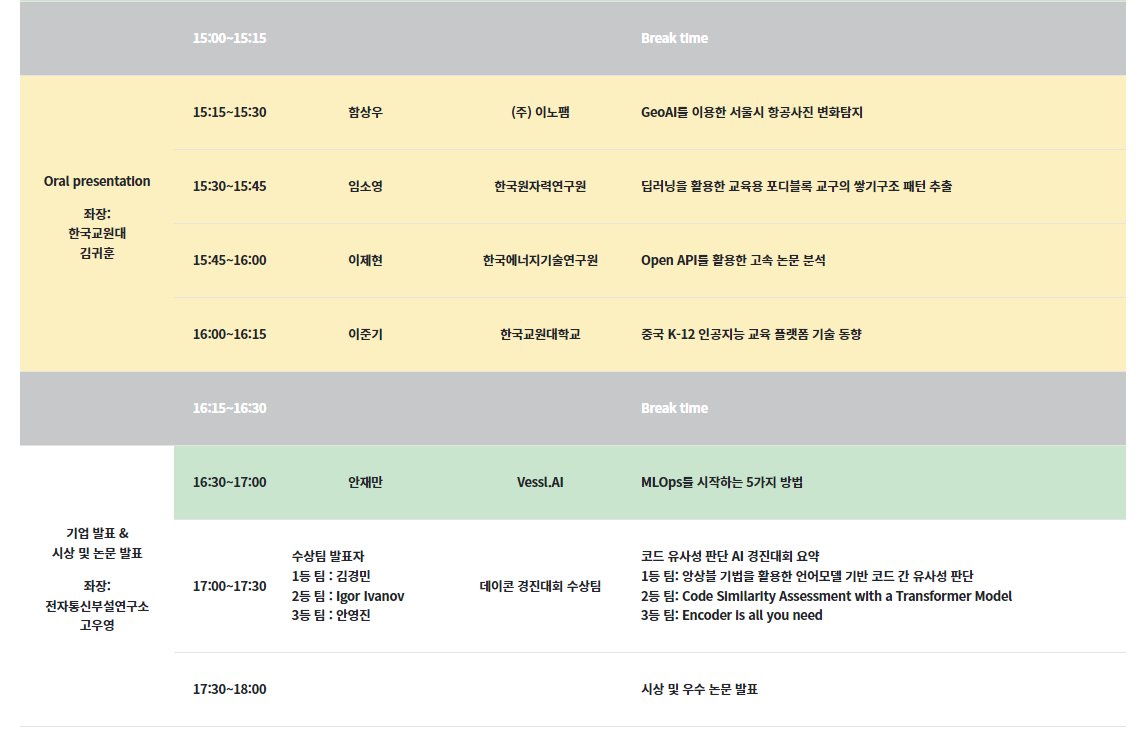 15:00~15:15 Break time
Oral presentation
좌장:
한국교원대
김귀훈
15:15~15:30 함상우 (주) 이노팸 GeoAI를 이용한 서울시 항공사진 변화탐지
15:30~15:45 임소영 한국원자력연구원 딥러닝을 활용한 교육용 포디블록 교구의 쌓기구조 패턴 추출
15:45~16:00 이제현 한국에너지기술연구원 Open API를 활용한 고속 논문 분석
16:00~16:15 이준기 한국교원대학교 중국 K-12 인공지능 교육 플랫폼 기술 동향
16:15~16:30 Break time
기업 발표 &
시상 및 논문 발표
좌장:
전자통신부설연구소
고우영
16:30~17:00 안재만 Vessl.AI MLOps를 시작하는 5가지 방법
17:00~17:30
수상팀 발표자
1등 팀 : 김경민
2등 팀 : Igor Ivanov
3등 팀 : 안영진
데이콘 경진대회 수상팀
코드 유사성 판단 AI 경진대회 요약
1등 팀: 앙상블 기법을 활용한 언어모델 기반 코드 간 유사성 판단
2등 팀: Code Similarity Assessment with a Transformer Model
3등 팀: Encoder is all you need
17:30~18:00 시상 및 우수 논문 발표